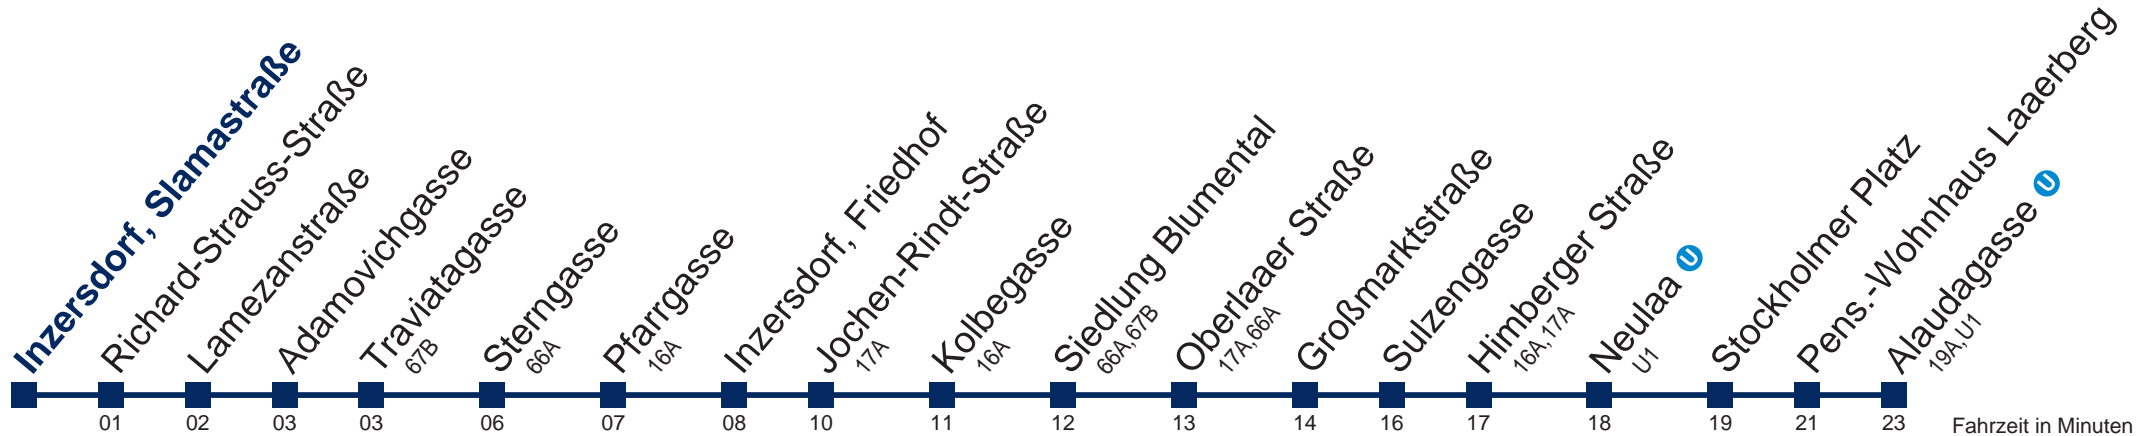 Inzersdorf, Slamastraße
Richard-Strauss-Straße
01
Lamezanstraße
02
Adamovichgasse
03
Traviatagasse
67B
03
Sterngasse
66A
06
Pfarrgasse
16A
07
Inzersdorf, Friedhof
08
Jochen-Rindt-Straße
17A
10
Kolbegasse
16A
11
Siedlung Blumental
66A,67B
12
Oberlaaer Straße
17A,66A
13
Großmarktstraße
14
Sulzengasse
16
Himberger Straße
16A,17A
17
Neulaa U
U1
18
Stockholmer Platz
19
Pens.-Wohnhaus Laaerberg
21
Alaudagasse U
19A,U1
23
Fahrzeit in Minuten